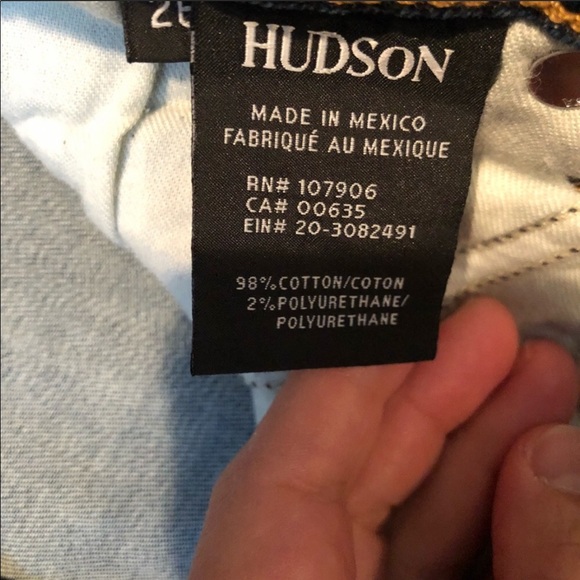 HUDSON
MADE IN MEXICO
FABRIQUÉ AU MEXIQUE
RN# 107906
CA# 00635
EIN# 20-3082491
98% COTTON/COTON
2% POLYURETHANE/
POLYURETHANE